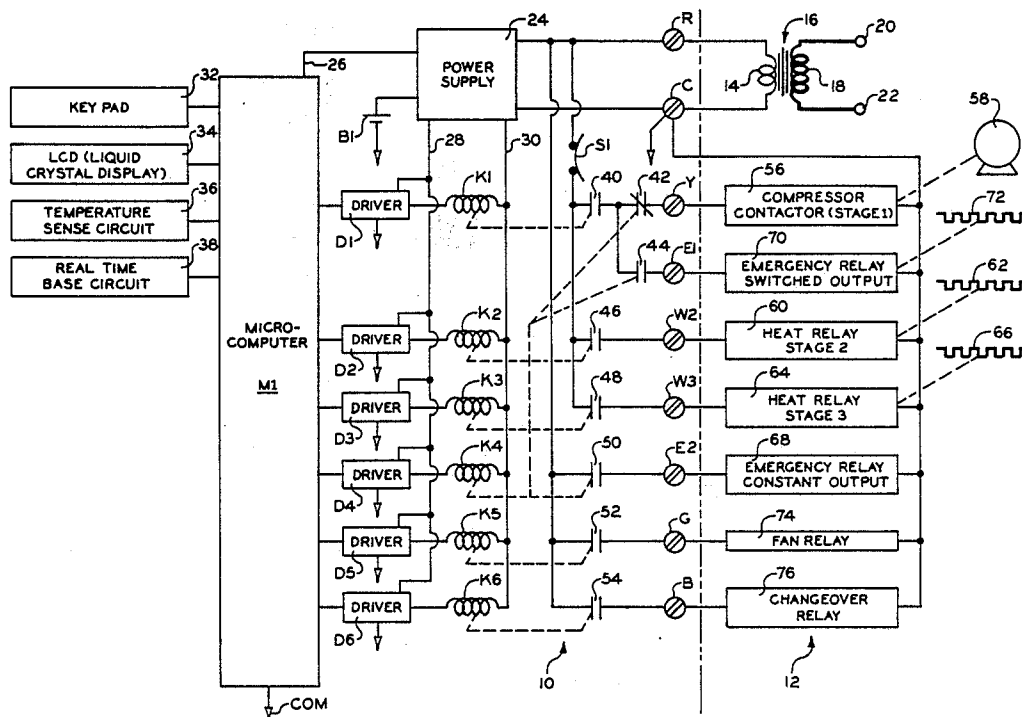 24
R
16
20
32
26
POWER
SUPPLY
14
18
KEY PAD
34
C
22
58
LCD (LIQUID
CRYSTAL DISPLAY)
B1
28
30
S1
36
K1
40
42
Y
56
TEMPERATURE
SENSE CIRCUIT
DRIVER
COMPRESSOR
CONTACTOR (STAGE 1)
72
38
D1
44
E1
70
REAL TIME
BASE CIRCUIT
EMERGENCY RELAY
SWITCHED OUTPUT
62
MICRO-
COMPUTER
M1
K2
46
W2
60
DRIVER
HEAT RELAY
STAGE 2
66
D2
K3
48
W3
64
DRIVER
HEAT RELAY
STAGE 3
D3
K4
50
E2
68
DRIVER
EMERGENCY RELAY
CONSTANT OUTPUT
D4
K5
52
G
74
DRIVER
FAN RELAY
D5
K6
54
B
76
DRIVER
CHANGEOVER
RELAY
D6
10
12
COM